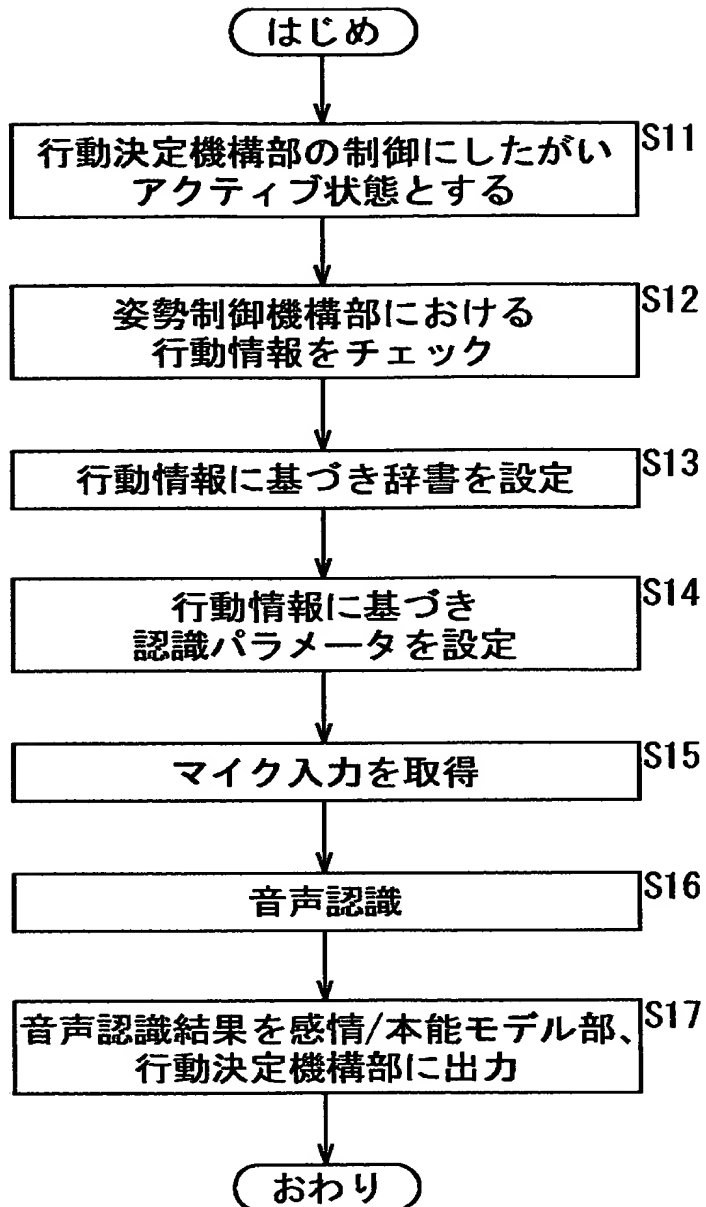 はじめ
S11
行動決定機構部の制御にしたがい
アクティブ状態とする
S12
姿勢制御機構部における
行動情報をチェック
S13
行動情報に基づき辞書を設定
S14
行動情報に基づき
認識パラメータを設定
S15
マイク入力を取得
S16
音声認識
S17
音声認識結果を感情/本能モデル部、
行動決定機構部に出力
おわり